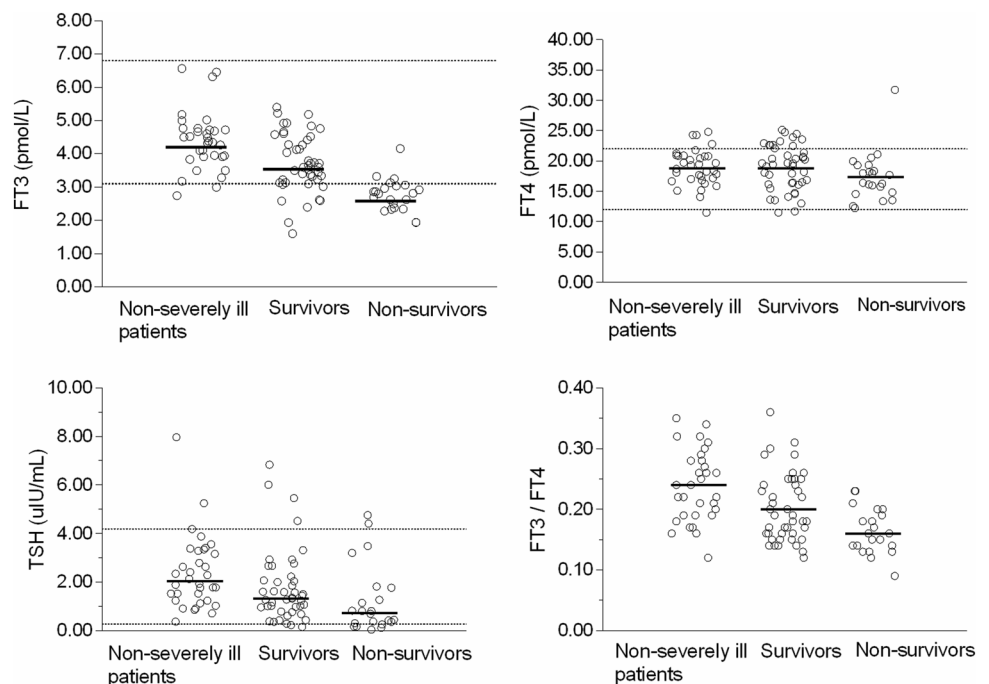 8.00
7.00
6.00
5.00
4.00
3.00
2.00
1.00
0.00
FT3 (pmol/L)
Non-severely ill
patients
Survivors
Non-survivors
40.00
35.00
30.00
25.00
20.00
15.00
10.00
5.00
0.00
FT4 (pmol/L)
Non-severely ill
patients
Survivors
Non-survivors
10.00
8.00
6.00
4.00
2.00
0.00
TSH (uIU/mL)
Non-severely ill
patients
Survivors
Non-survivors
0.40
0.30
0.20
0.10
0.00
FT3 / FT4
Non-severely ill
patients
Survivors
Non-survivors